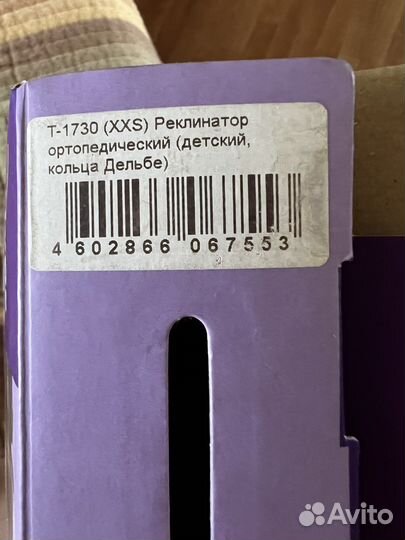 Т-1730 (XXS) Реклинатор
ортопедический (детский,
кольца Дельбе)
4 602866 067553
Avito